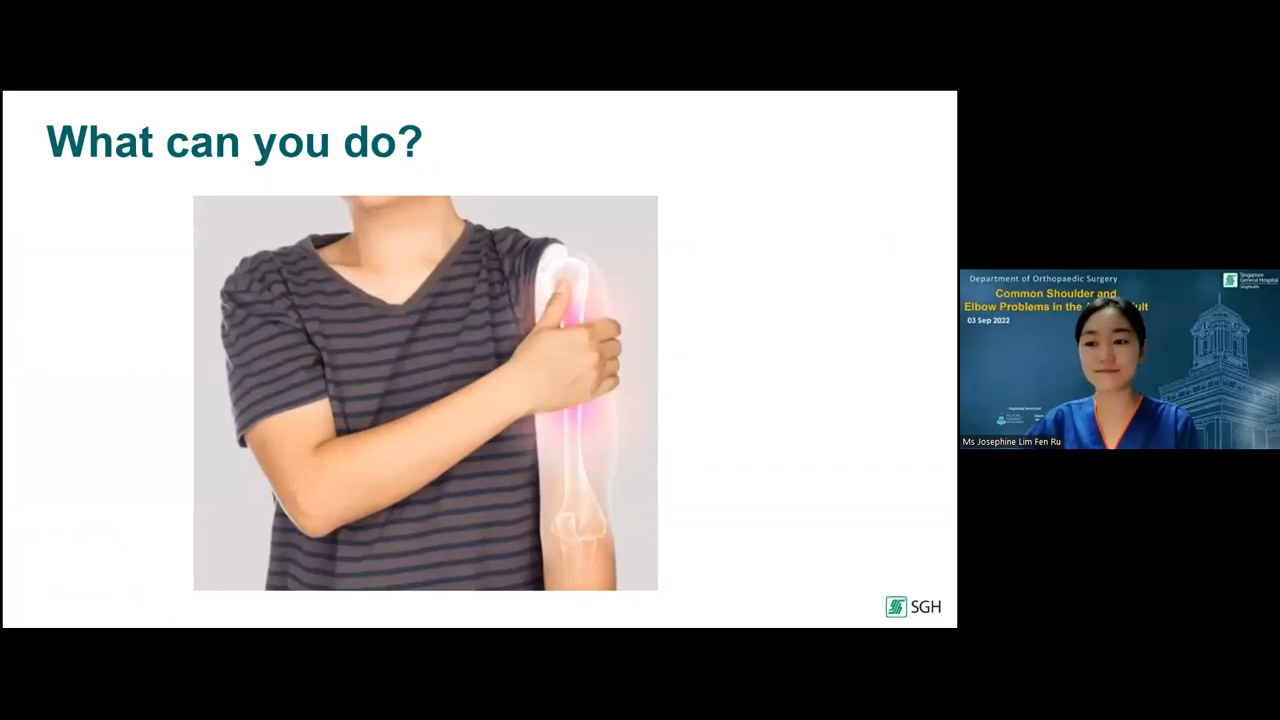 What can you do?
SGH
Department of Orthopaedic Surgery
Singapore
General Hospital
SingHealth
Common Shoulder and
Elbow Problems in the
03 Sep 2022
Ms Josephine Lim Fen Ru